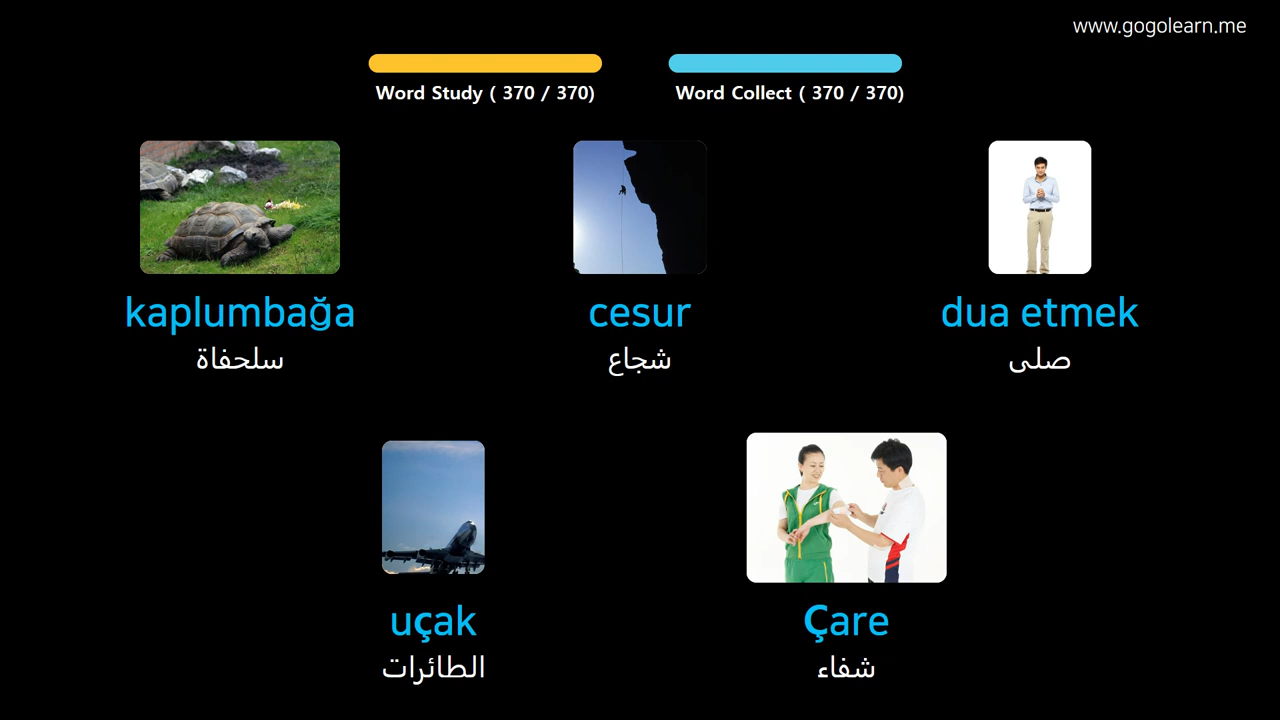 www.gogolearn.me
Word Study ( 370 / 370)
Word Collect ( 370 / 370)
kaplumbağa
سلحفاة
cesur
شجاع
dua etmek
صلى
uçak
الطائرات
Çare
شفاء